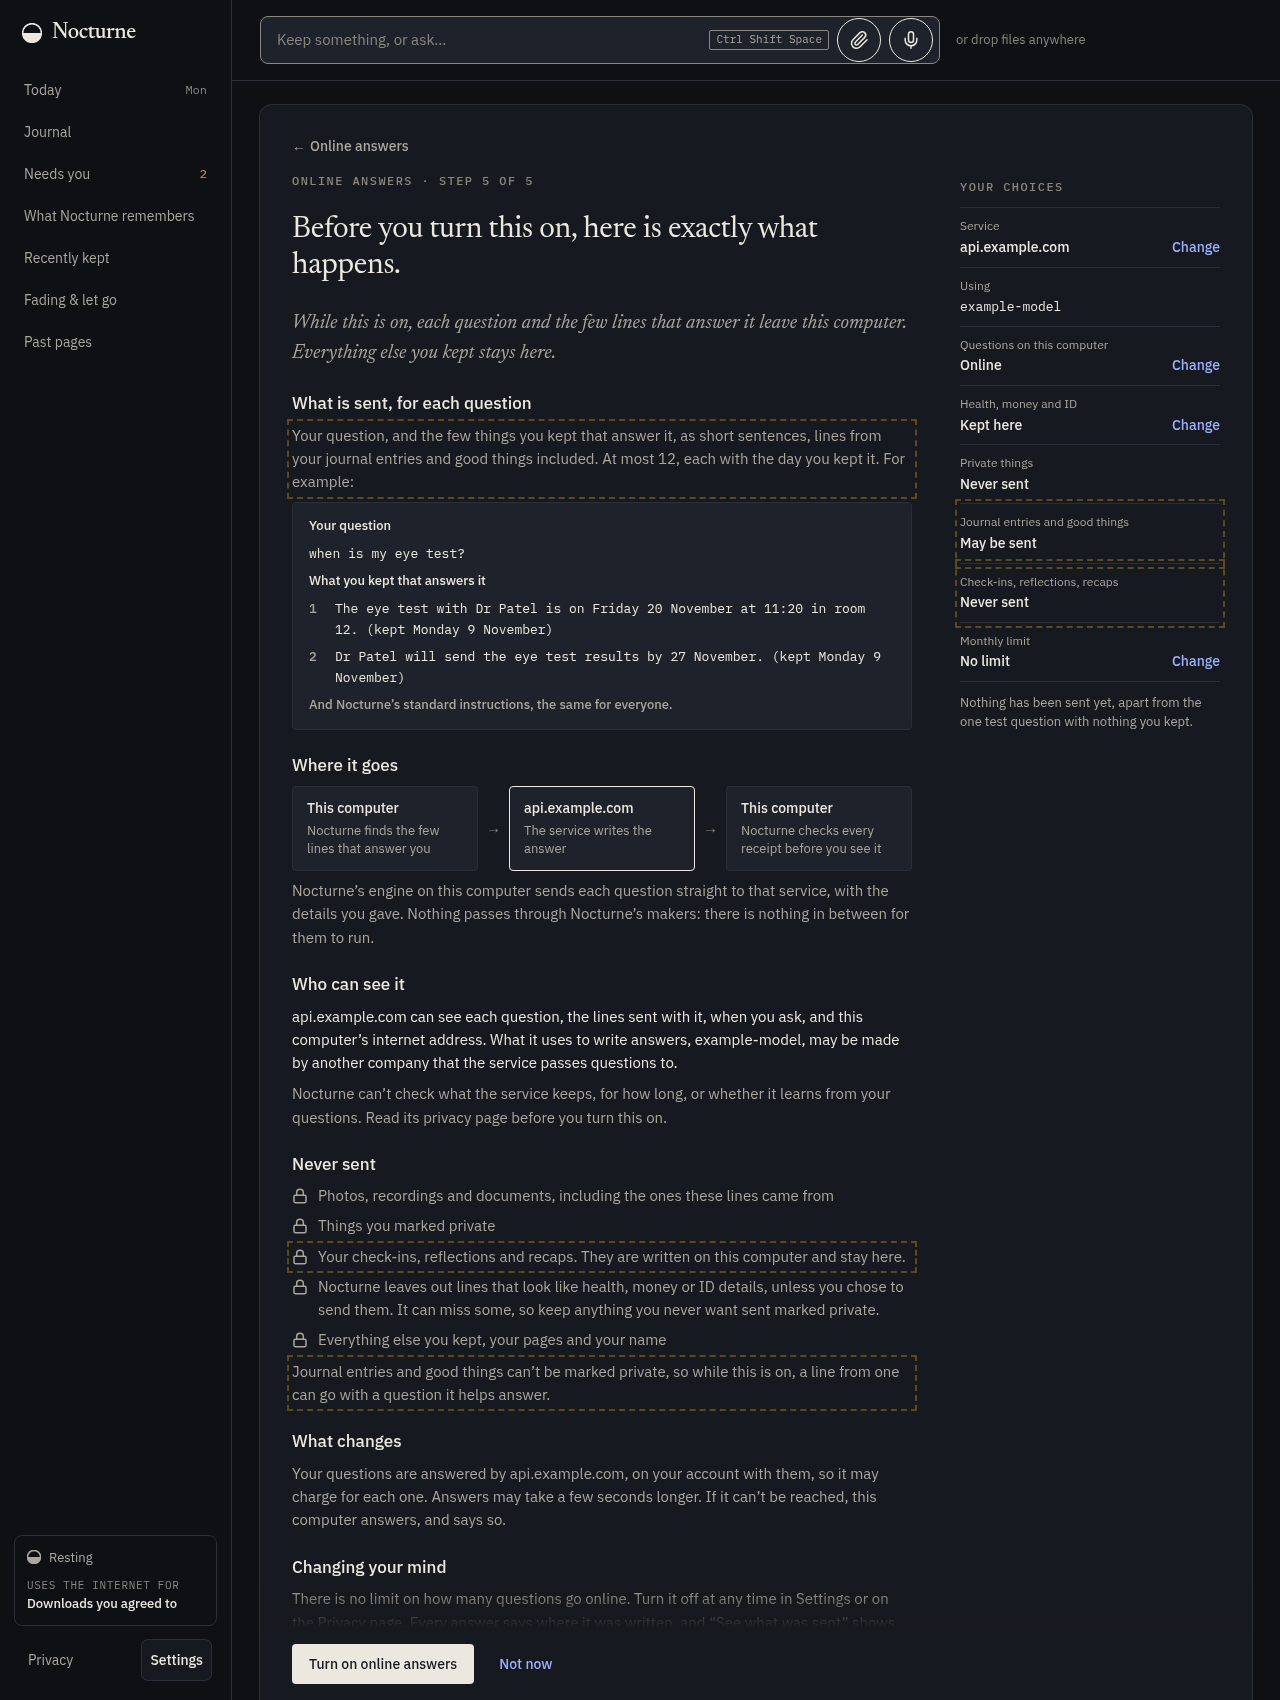 Nocturne
Today
Mon
Journal
Needs you
2
What Nocturne remembers
Recently kept
Fading & let go
Past pages
Resting
USES THE INTERNET FOR
Downloads you agreed to
Privacy
Settings
Keep something, or ask...
Ctrl Shift Space
or drop files anywhere
← Online answers
ONLINE ANSWERS · STEP 5 OF 5
Before you turn this on, here is exactly what
happens.
While this is on, each question and the few lines that answer it leave this computer.
Everything else you kept stays here.
What is sent, for each question
Your question, and the few things you kept that answer it, as short sentences, lines from
your journal entries and good things included. At most 12, each with the day you kept it. For
example:
Your question
when is my eye test?
What you kept that answers it
1 The eye test with Dr Patel is on Friday 20 November at 11:20 in room
12. (kept Monday 9 November)
2 Dr Patel will send the eye test results by 27 November. (kept Monday 9
November)
And Nocturne’s standard instructions, the same for everyone.
Where it goes
This computer
Nocturne finds the few
lines that answer you
→
api.example.com
The service writes the
answer
→
This computer
Nocturne checks every
receipt before you see it
Nocturne’s engine on this computer sends each question straight to that service, with the
details you gave. Nothing passes through Nocturne’s makers: there is nothing in between for
them to run.
Who can see it
api.example.com can see each question, the lines sent with it, when you ask, and this
computer’s internet address. What it uses to write answers, example-model, may be made
by another company that the service passes questions to.
Nocturne can’t check what the service keeps, for how long, or whether it learns from your
questions. Read its privacy page before you turn this on.
Never sent
Photos, recordings and documents, including the ones these lines came from
Things you marked private
Your check-ins, reflections and recaps. They are written on this computer and stay here.
Nocturne leaves out lines that look like health, money or ID details, unless you chose to
send them. It can miss some, so keep anything you never want sent marked private.
Everything else you kept, your pages and your name
Journal entries and good things can’t be marked private, so while this is on, a line from one
can go with a question it helps answer.
What changes
Your questions are answered by api.example.com, on your account with them, so it may
charge for each one. Answers may take a few seconds longer. If it can’t be reached, this
computer answers, and says so.
Changing your mind
There is no limit on how many questions go online. Turn it off at any time in Settings or on
the Privacy page. Every answer says where it was written, and “See what was sent” shows
Turn on online answers
Not now
YOUR CHOICES
Service
api.example.com
Change
Using
example-model
Questions on this computer
Online
Change
Health, money and ID
Kept here
Change
Private things
Never sent
Journal entries and good things
May be sent
Check-ins, reflections, recaps
Never sent
Monthly limit
No limit
Change
Nothing has been sent yet, apart from the
one test question with nothing you kept.